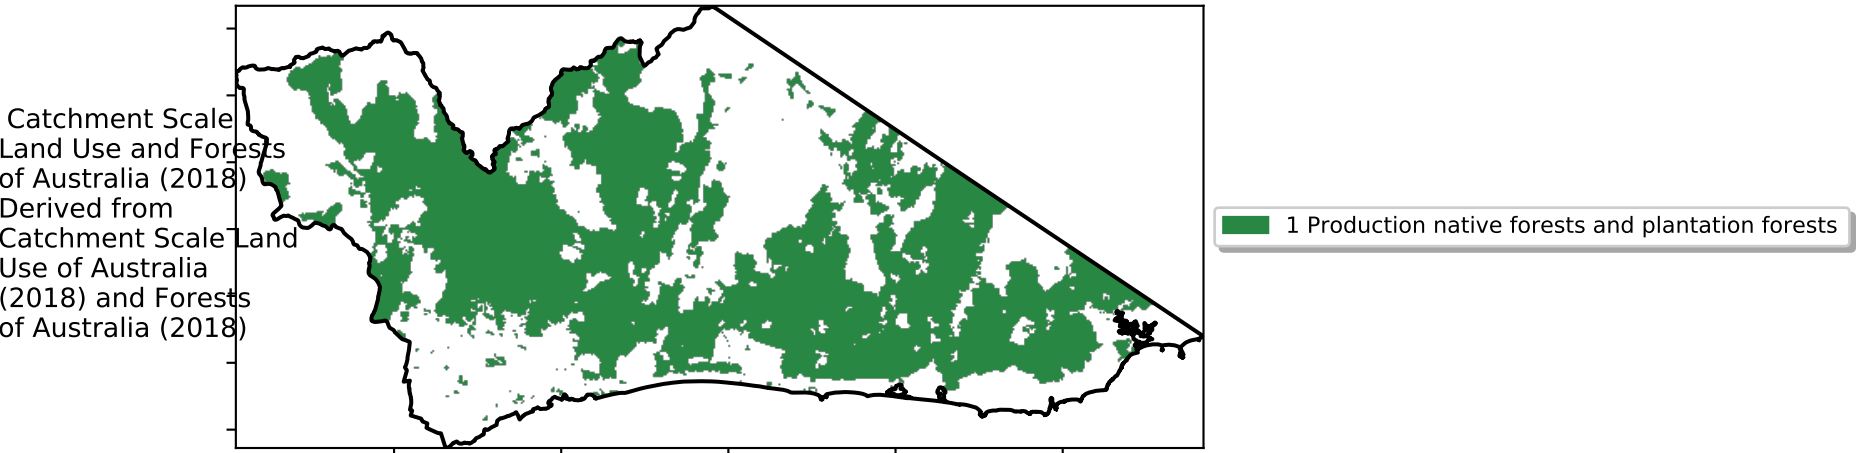 Catchment Scale
Land Use and Forests
of Australia (2018)
Derived from
Catchment Scale Land
Use of Australia
(2018) and Forests
of Australia (2018)
1 Production native forests and plantation forests